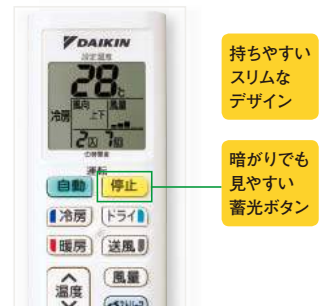 DAIKIN
設定温度
28℃
風向 風量
冷房 上下
運転
自動 停止
冷房 ドライ
暖房 送風
温度 風量
持ちやすい
スリムな
デザイン
暗がりでも
見やすい
蓄光ボタン